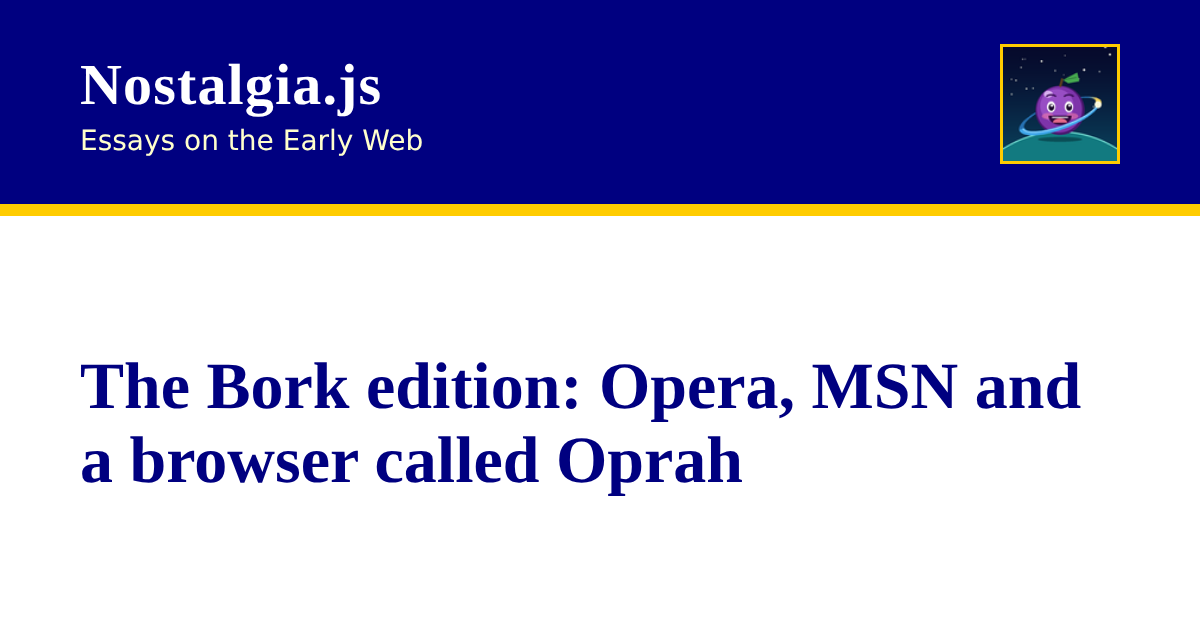 Nostalgia.js
Essays on the Early Web
The Bork edition: Opera, MSN and
a browser called Oprah